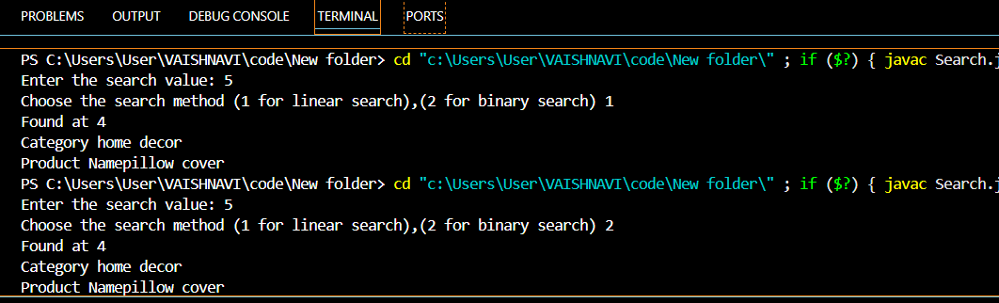 PROBLEMS OUTPUT DEBUG CONSOLE TERMINAL PORTS
PS C:\Users\User\VAISHNAVI\code\New folder> cd "c:\Users\User\VAISHNAVI\code\New folder\" ; if ($?) { javac Search.j
Enter the search value: 5
Choose the search method (1 for linear search),(2 for binary search) 1
Found at 4
Category home decor
Product Namepillow cover
PS C:\Users\User\VAISHNAVI\code\New folder> cd "c:\Users\User\VAISHNAVI\code\New folder\" ; if ($?) { javac Search.j
Enter the search value: 5
Choose the search method (1 for linear search),(2 for binary search) 2
Found at 4
Category home decor
Product Namepillow cover